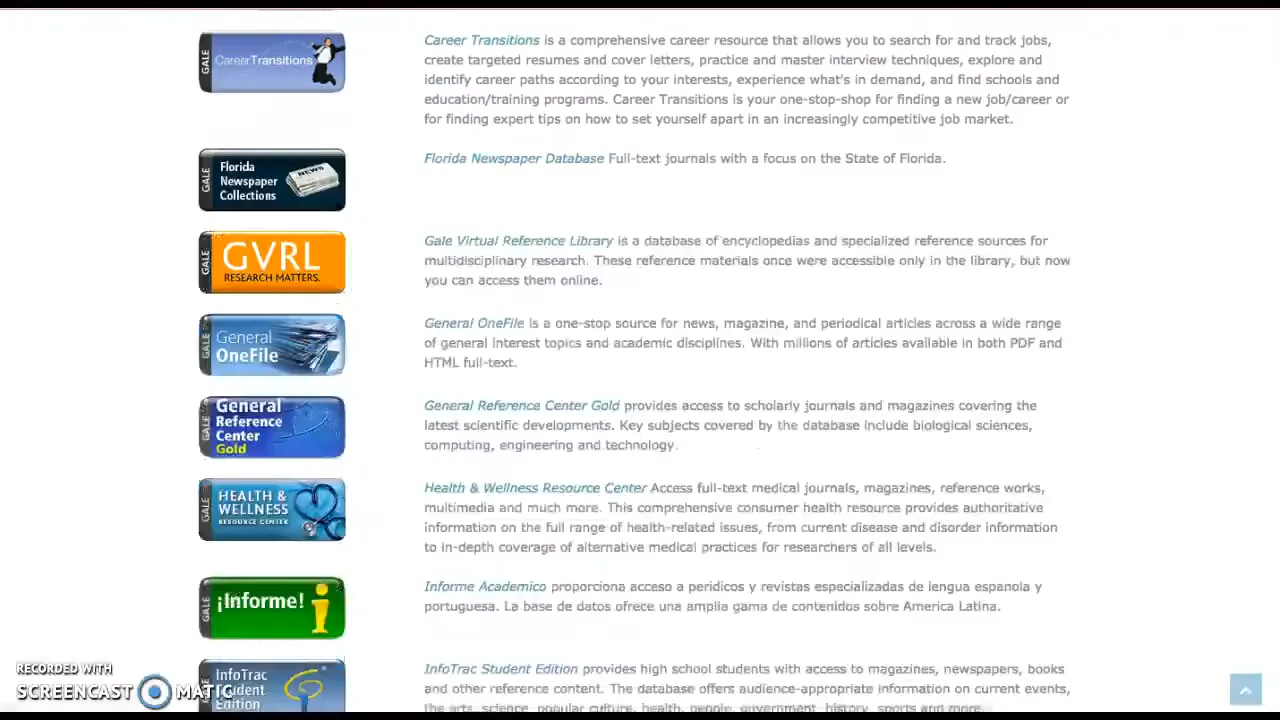 GALE
CareerTransitions
Career Transitions is a comprehensive career resource that allows you to search for and track jobs,
create targeted resumes and cover letters, practice and master interview techniques, explore and
identify career paths according to your interests, experience what's in demand, and find schools and
education/training programs. Career Transitions is your one-stop-shop for finding a new job/career or
for finding expert tips on how to set yourself apart in an increasingly competitive job market.
GALE
Florida
Newspaper
Collections
NEWS
Florida Newspaper Database Full-text journals with a focus on the State of Florida.
GALE
GVRL
RESEARCH MATTERS.
Gale Virtual Reference Library is a database of encyclopedias and specialized reference sources for
multidisciplinary research. These reference materials once were accessible only in the library, but now
you can access them online.
GALE
General
OneFile
General OneFile is a one-stop source for news, magazine, and periodical articles across a wide range
of general interest topics and academic disciplines. With millions of articles available in both PDF and
HTML full-text.
GALE
General
Reference
Center
Gold
General Reference Center Gold provides access to scholarly journals and magazines covering the
latest scientific developments. Key subjects covered by the database include biological sciences,
computing, engineering and technology.
GALE
HEALTH &
WELLNESS
RESOURCE CENTER
Health & Wellness Resource Center Access full-text medical journals, magazines, reference works,
multimedia and much more. This comprehensive consumer health resource provides authoritative
information on the full range of health-related issues, from current disease and disorder information
to in-depth coverage of alternative medical practices for researchers of all levels.
GALE
¡Informe!
Informe Academico proporciona acceso a peridicos y revistas especializadas de lengua espanola y
portuguesa. La base de datos ofrece una amplia gama de contenidos sobre America Latina.
GALE
InfoTrac
Student
Edition
InfoTrac Student Edition provides high school students with access to magazines, newspapers, books
and other reference content. The database offers audience-appropriate information on current events,
the arts, science, popular culture, health, people, government, history, sports and more.
RECORDED WITH
SCREENCAST MATIC